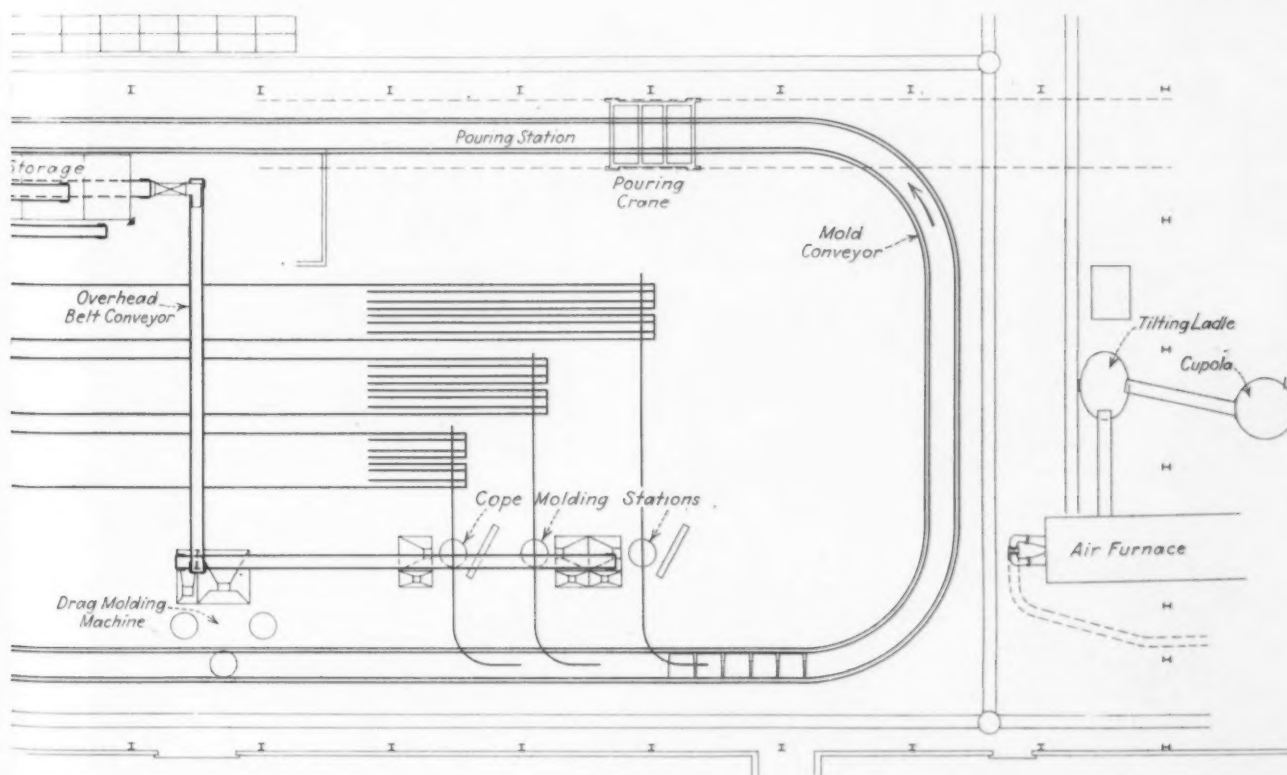 Pouring Station
Storage
Pouring
Crane
Mold
Conveyor
Overhead
Belt Conveyor
Tilting Ladle
Cupola
Cope Molding Stations
Air Furnace
Drag Molding
Machine